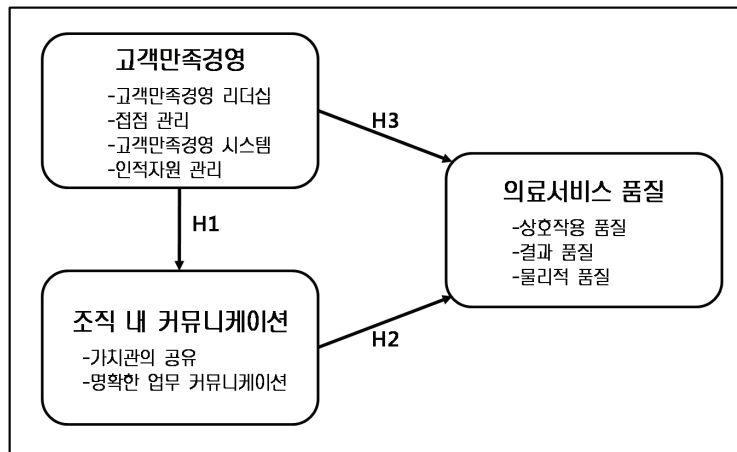 고객만족경영
-고객만족경영 리더십
-접점 관리
-고객만족경영 시스템
-인적자원 관리
H3
H1
의료서비스 품질
-상호작용 품질
-결과 품질
-물리적 품질
조직 내 커뮤니케이션
-가치관의 공유
-명확한 업무 커뮤니케이션
H2